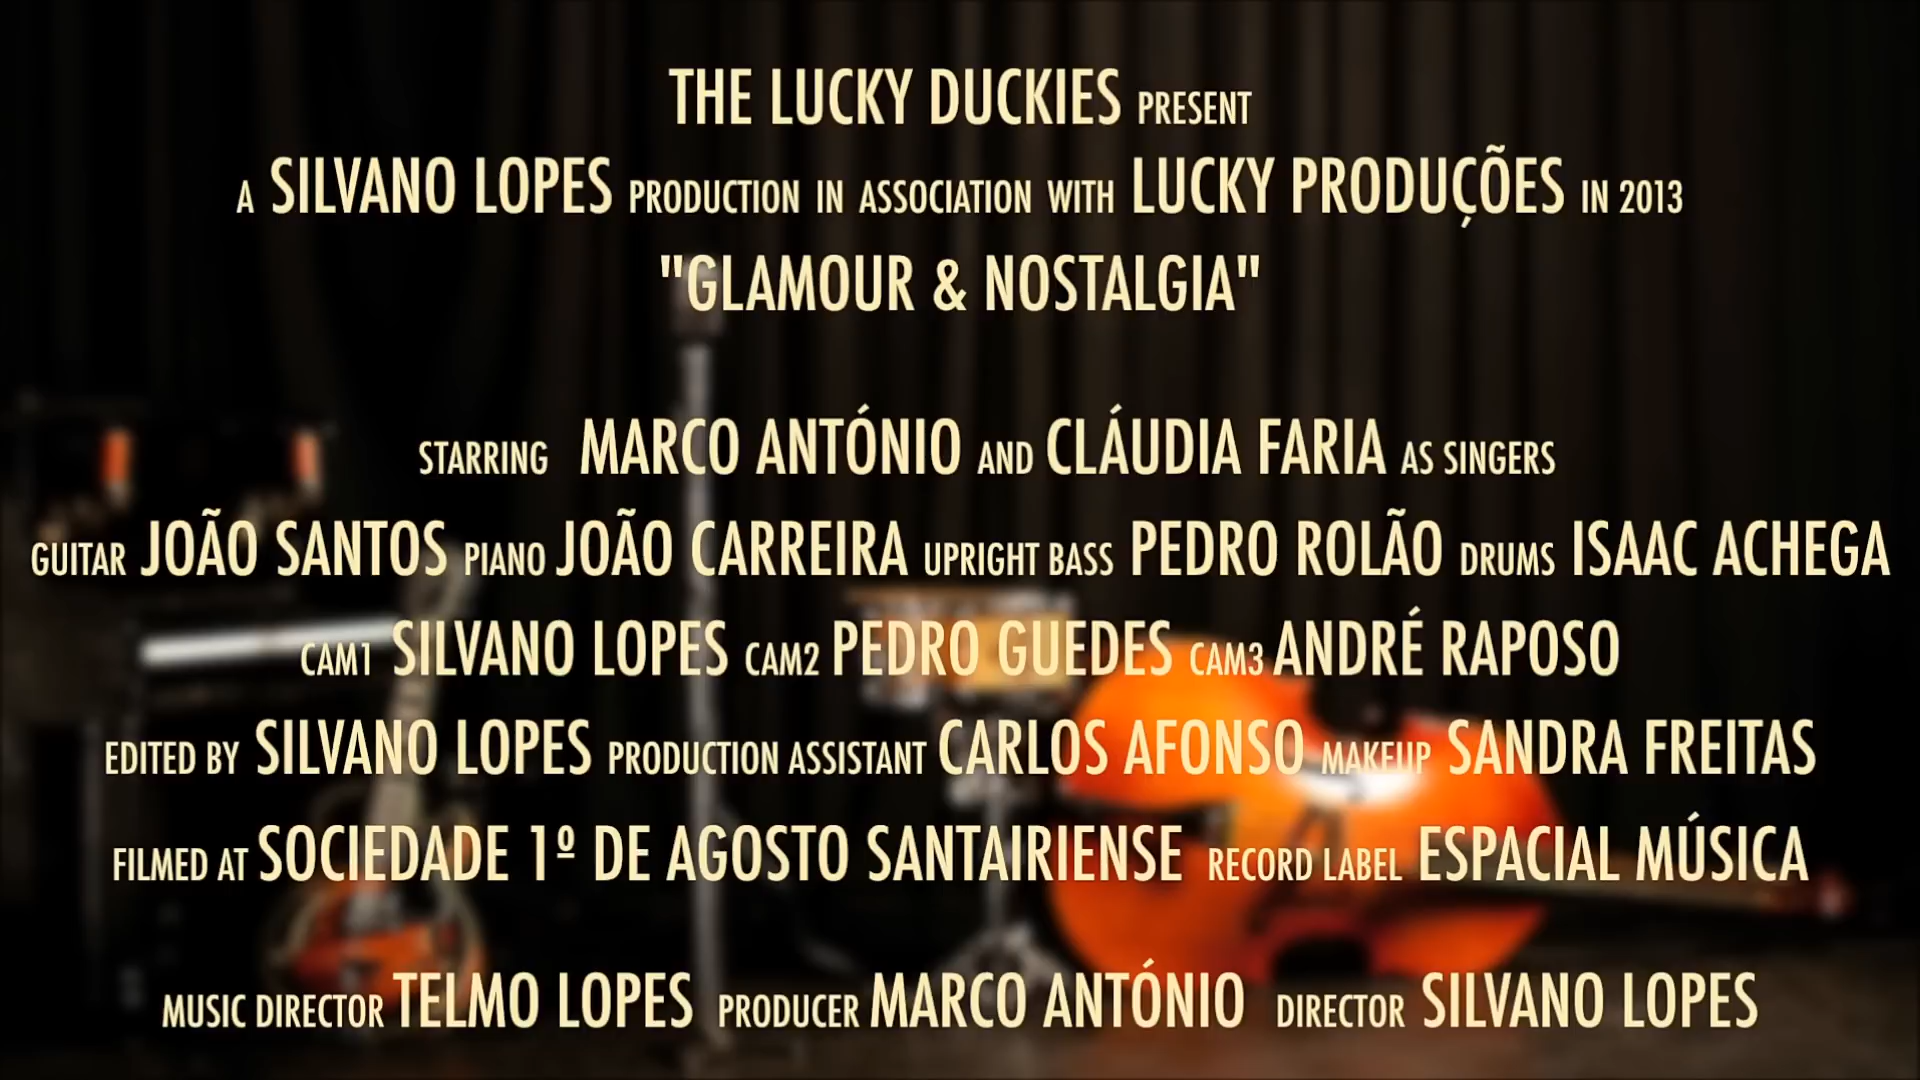 THE LUCKY DUCKIES PRESENT
A SILVANO LOPES PRODUCTION IN ASSOCIATION WITH LUCKY PRODUÇÕES IN 2013
"GLAMOUR & NOSTALGIA"
STARRING MARCO ANTÓNIO AND CLÁUDIA FARIA AS SINGERS
GUITAR JOÃO SANTOS PIANO JOÃO CARREIRA UPRIGHT BASS PEDRO ROLÃO DRUMS ISAAC ACHEGA
CAM1 SILVANO LOPES CAM2 PEDRO GUEDES CAM3 ANDRÉ RAPOSO
EDITED BY SILVANO LOPES PRODUCTION ASSISTANT CARLOS AFONSO MAKEUP SANDRA FREITAS
FILMED AT SOCIEDADE 1º DE AGOSTO SANTAIRIENSE RECORD LABEL ESPACIAL MÚSICA
MUSIC DIRECTOR TELMO LOPES PRODUCER MARCO ANTÓNIO DIRECTOR SILVANO LOPES